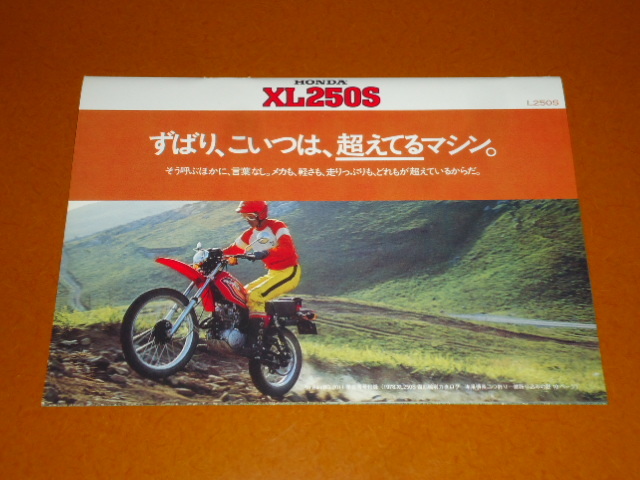 HONDA
XL250S
L250S
ずばり、こいつは、超えてるマシン。
そう呼ぶほかに、言葉なし。メカも、軽さも、走りっぷりも、どれもが超えているからだ。